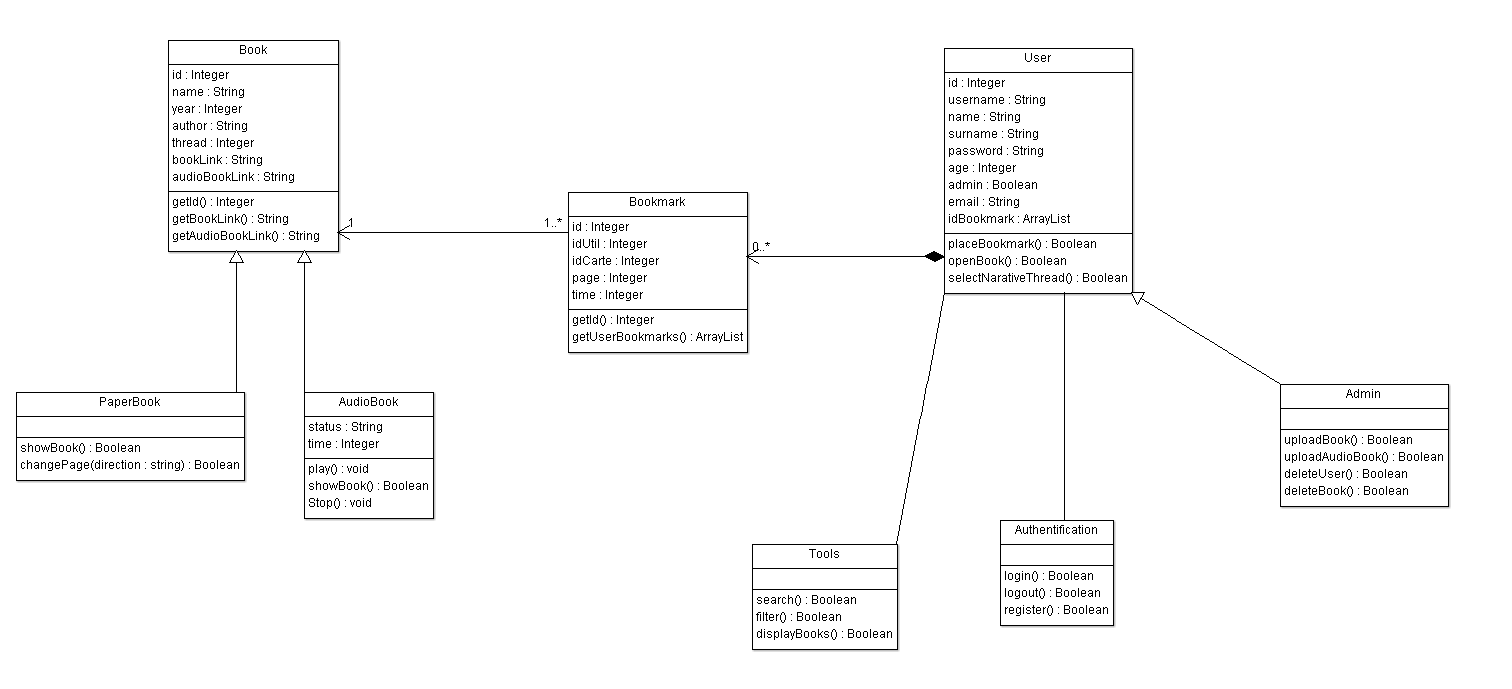 Book
id : Integer
name : String
year : Integer
author : String
thread : Integer
bookLink : String
audioBookLink : String
getId() : Integer
getBookLink() : String
getAudioBookLink() : String
1
1..*
Bookmark
id : Integer
idUtil : Integer
idCarte : Integer
page : Integer
time : Integer
getId() : Integer
getUserBookmarks() : ArrayList
0..*
User
id : Integer
username : String
name : String
surname : String
password : String
age : Integer
admin : Boolean
email : String
idBookmark : ArrayList
placeBookmark() : Boolean
openBook() : Boolean
selectNarativeThread() : Boolean
PaperBook
showBook() : Boolean
changePage(direction : string) : Boolean
AudioBook
status : String
time : Integer
play() : void
showBook() : Boolean
Stop() : void
Tools
search() : Boolean
filter() : Boolean
displayBooks() : Boolean
Authentification
login() : Boolean
logout() : Boolean
register() : Boolean
Admin
uploadBook() : Boolean
uploadAudioBook() : Boolean
deleteUser() : Boolean
deleteBook() : Boolean